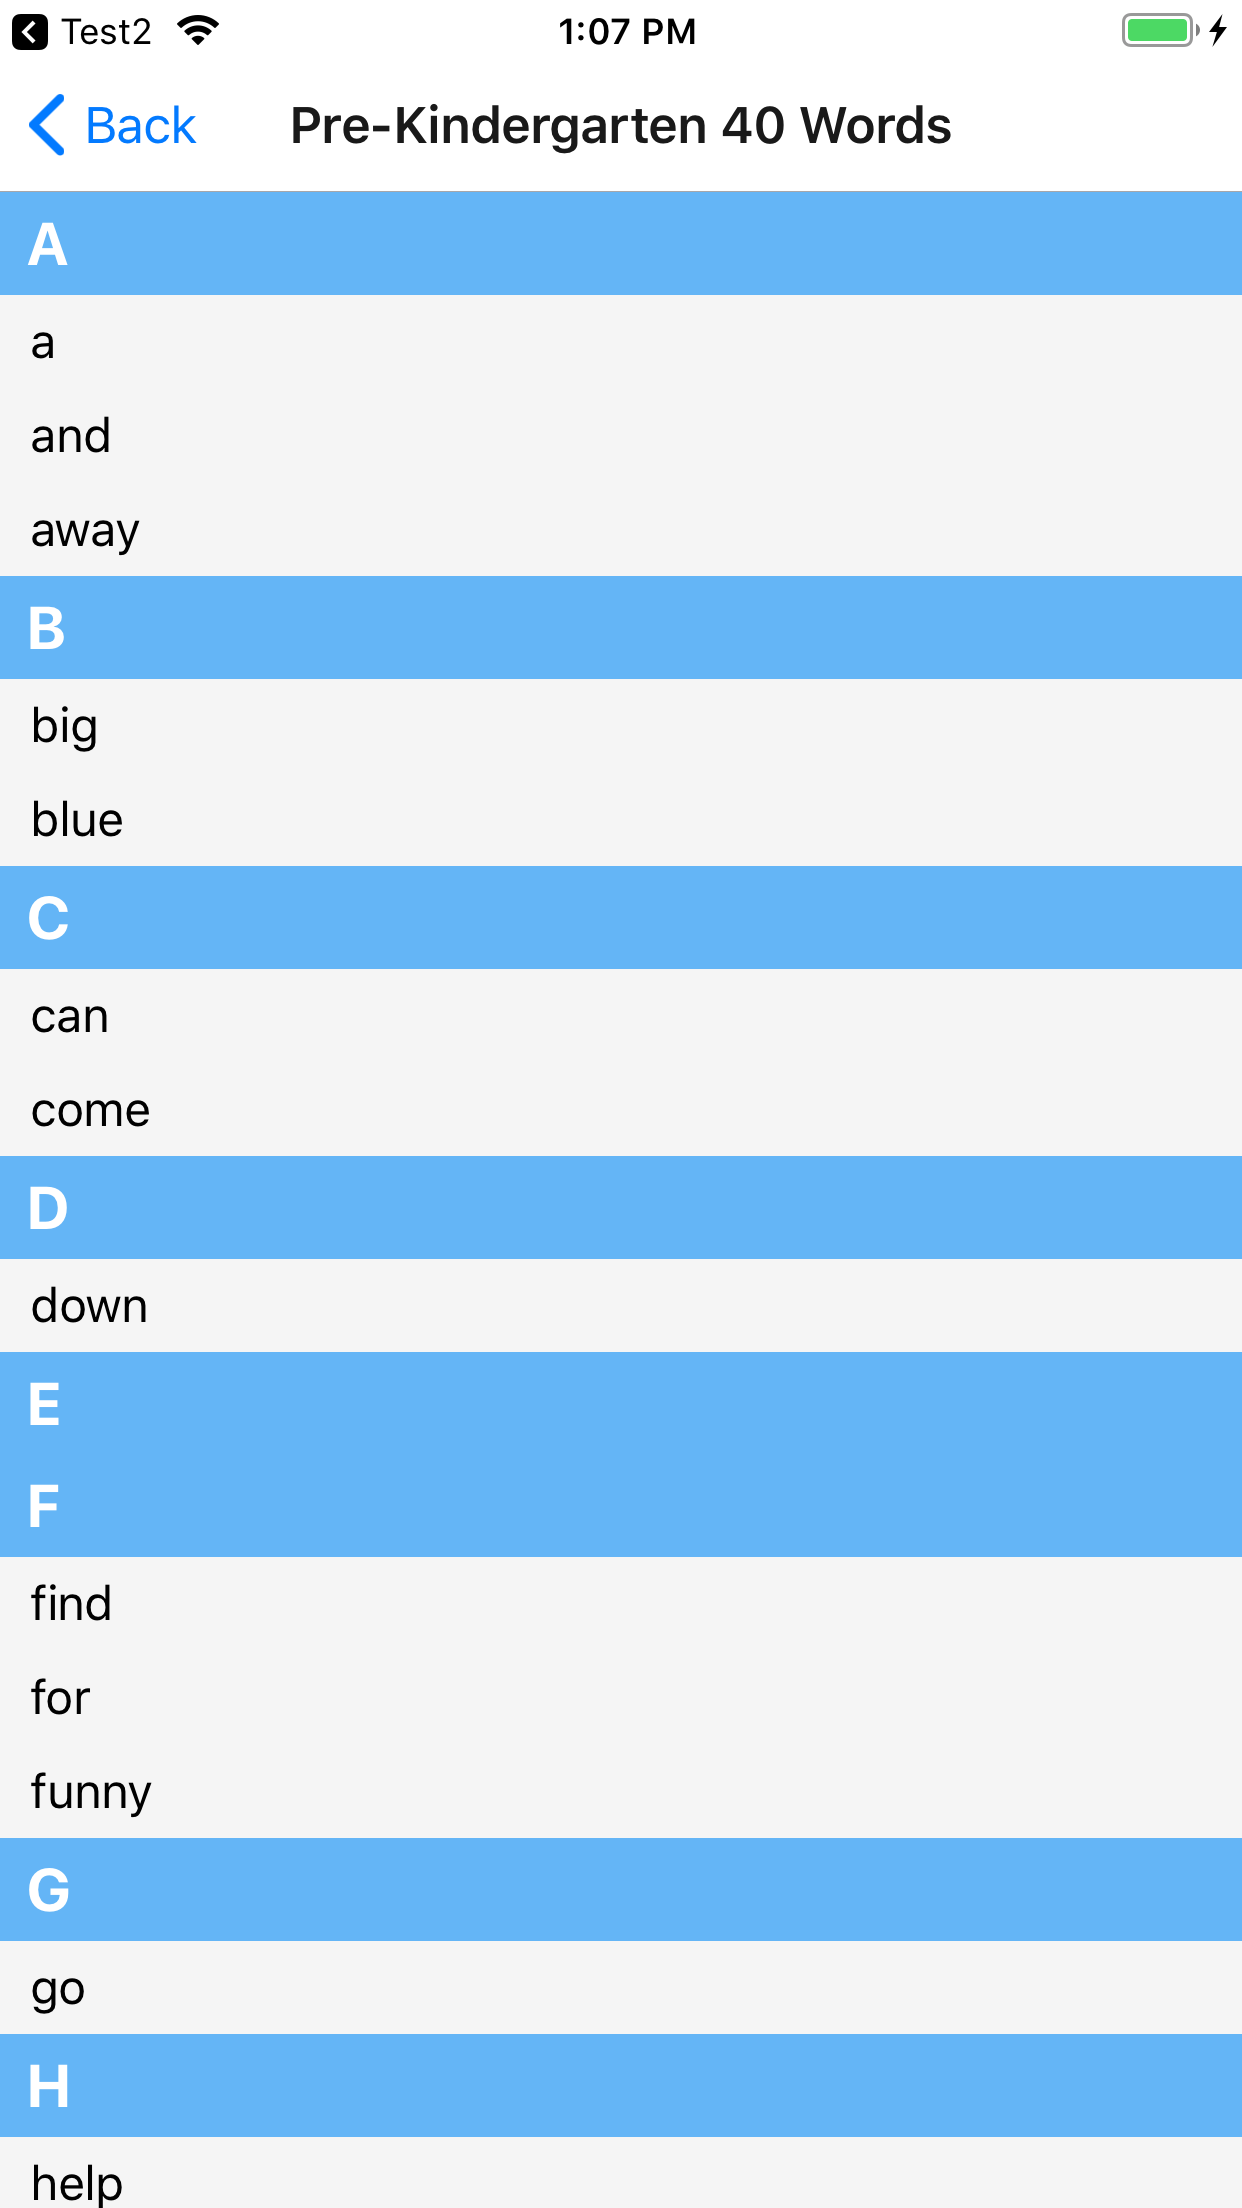 Test2 1:07 PM
Back Pre-Kindergarten 40 Words
A
a
and
away
B
big
blue
C
can
come
D
down
E
F
find
for
funny
G
go
H
help